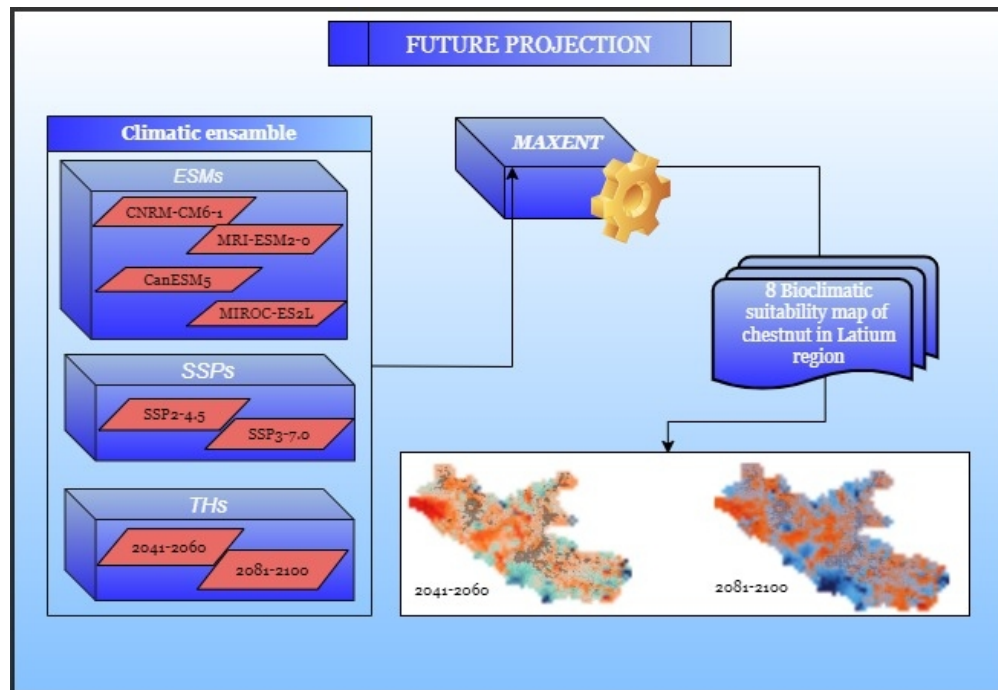 FUTURE PROJECTION
Climatic ensamble
ESMs
CNRM-CM6-1
MRI-ESM2-0
CanESM5
MIROC-ES2L
SSPs
SSP2-4.5
SSP3-7.0
THs
2041-2060
2081-2100
MAXENT
8 Bioclimatic
suitability map of
chestnut in Latium
region
2041-2060
2081-2100